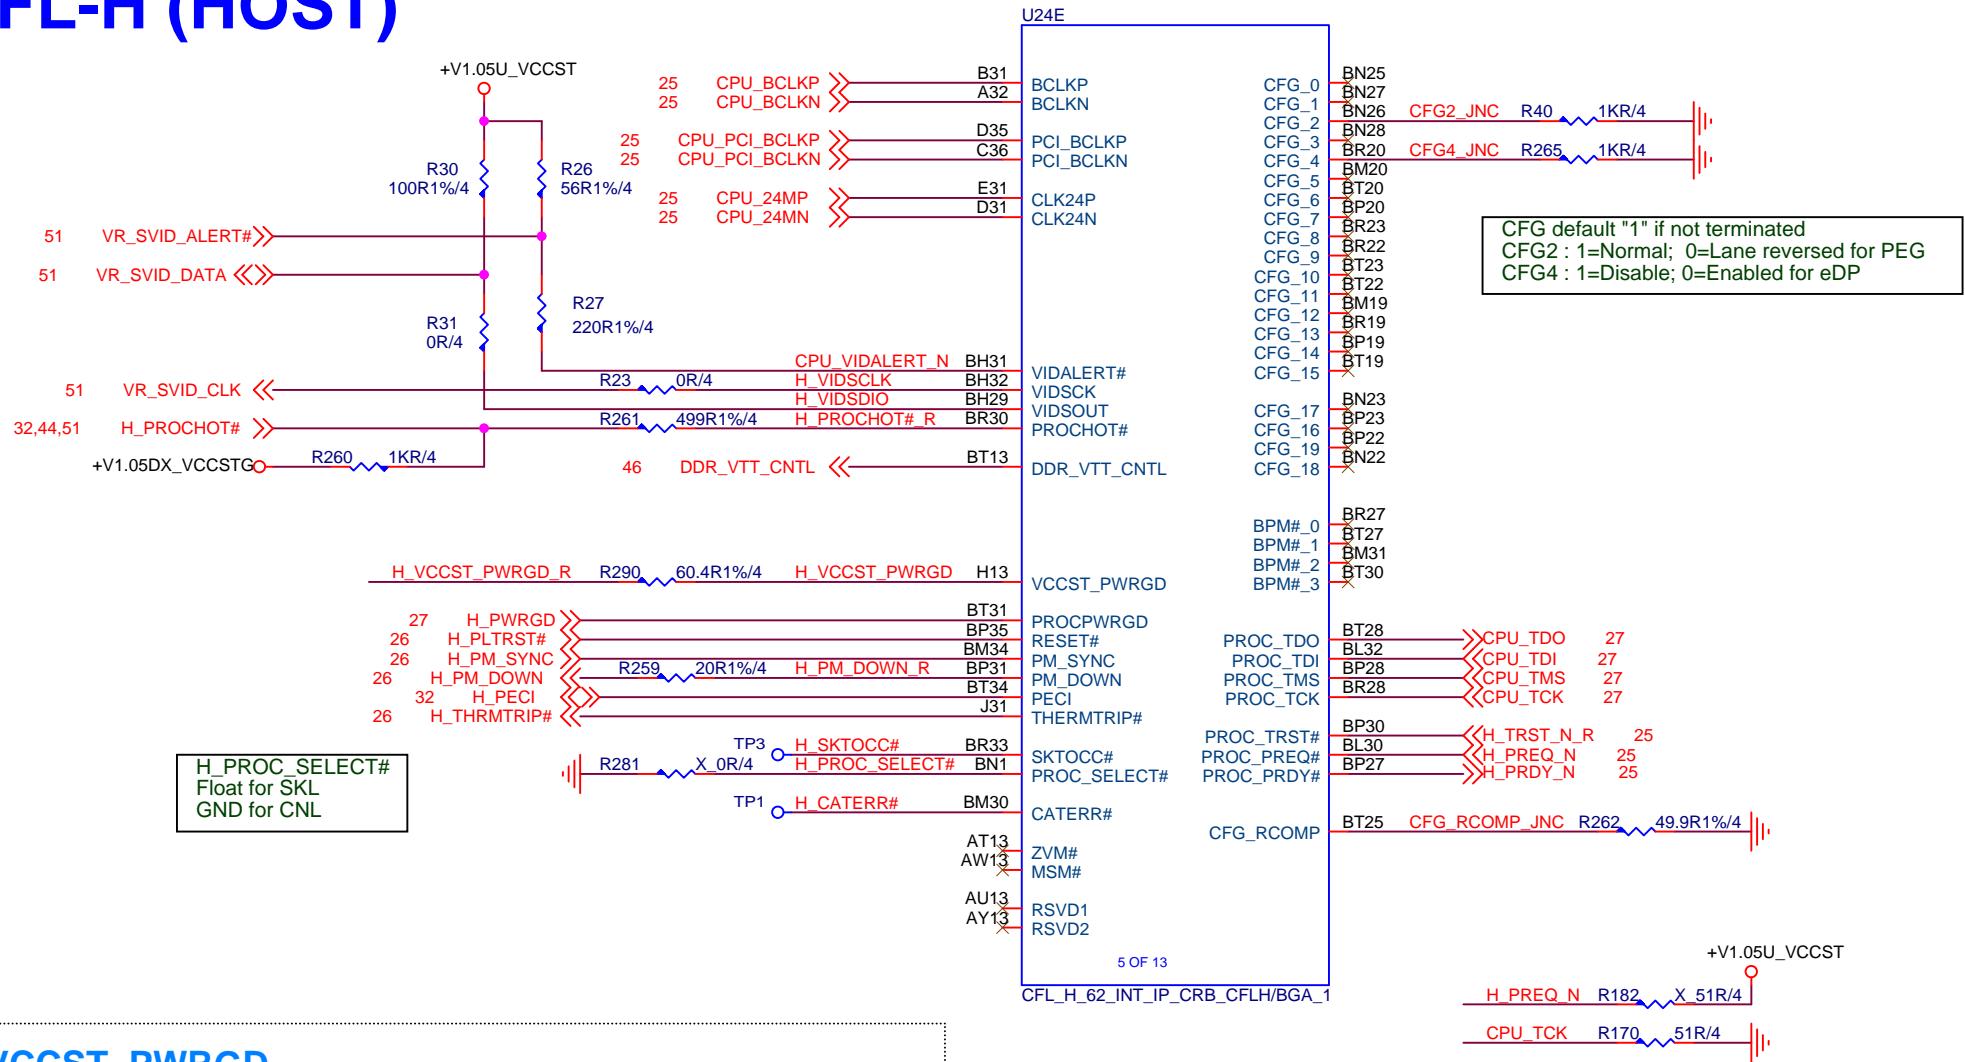 FL-H (HOST)
U24E
+V1.05U_VCCST
R30
100R1%/4
R26
56R1%/4
51 VR_SVID_ALERT#
51 VR_SVID_DATA
R31
0R/4
R27
220R1%/4
51 VR_SVID_CLK
R23 0R/4
32,44,51 H_PROCHOT#
R261 499R1%/4
+V1.05DX_VCCSTG
R260 1KR/4
25 CPU_BCLKP B31 BCLKP
25 CPU_BCLKN A32 BCLKN
25 CPU_PCI_BCLKP D35 PCI_BCLKP
25 CPU_PCI_BCLKN C36 PCI_BCLKN
25 CPU_24MP E31 CLK24P
25 CPU_24MN D31 CLK24N
CPU_VIDALERT_N BH31 VIDALERT#
H_VIDSCLK BH32 VIDSCK
H_VIDSDIO BH29 VIDSOUT
H_PROCHOT#_R BR30 PROCHOT#
46 DDR_VTT_CNTL BT13 DDR_VTT_CNTL
H_VCCST_PWRGD_R R290 60.4R1%/4 H_VCCST_PWRGD H13 VCCST_PWRGD
27 H_PWRGD BT31 PROCPWRGD
26 H_PLTRST# BP35 RESET#
26 H_PM_SYNC BM34 PM_SYNC
26 H_PM_DOWN R259 20R1%/4 H_PM_DOWN_R BP31 PM_DOWN
32 H_PECI BT34 PECI
26 H_THRMTRIP# J31 THERMTRIP#
TP3 H_SKTOCC# BR33 SKTOCC#
R281 X_0R/4 H_PROC_SELECT# BN1 PROC_SELECT#
TP1 H_CATERR# BM30 CATERR#
AT13 ZVM#
AW13 MSM#
AU13 RSVD1
AY13 RSVD2
H_PROC_SELECT#
Float for SKL
GND for CNL
CFG_0 BN25
CFG_1 BN27
CFG_2 BN26 CFG2_JNC R40 1KR/4
CFG_3 BN28
CFG_4 BR20 CFG4_JNC R265 1KR/4
CFG_5 BM20
CFG_6 BT20
CFG_7 BP20
CFG_8 BR23
CFG_9 BR22
CFG_10 BT23
CFG_11 BT22
CFG_12 BM19
CFG_13 BR19
CFG_14 BP19
CFG_15 BT19
CFG_17 BN23
CFG_16 BP23
CFG_19 BP22
CFG_18 BN22
CFG default "1" if not terminated
CFG2 : 1=Normal; 0=Lane reversed for PEG
CFG4 : 1=Disable; 0=Enabled for eDP
BPM#_0 BR27
BPM#_1 BT27
BPM#_2 BM31
BPM#_3 BT30
PROC_TDO BT28 CPU_TDO 27
PROC_TDI BL32 CPU_TDI 27
PROC_TMS BP28 CPU_TMS 27
PROC_TCK BR28 CPU_TCK 27
PROC_TRST# BP30 H_TRST_N_R 25
PROC_PREQ# BL30 H_PREQ_N 25
PROC_PRDY# BP27 H_PRDY_N 25
CFG_RCOMP BT25 CFG_RCOMP_JNC R262 49.9R1%/4
5 OF 13
CFL_H_62_INT_IP_CRB_CFLH/BGA_1
+V1.05U_VCCST
H_PREQ_N R182 X_51R/4
CPU_TCK R170 51R/4
VCCST_PWRGD